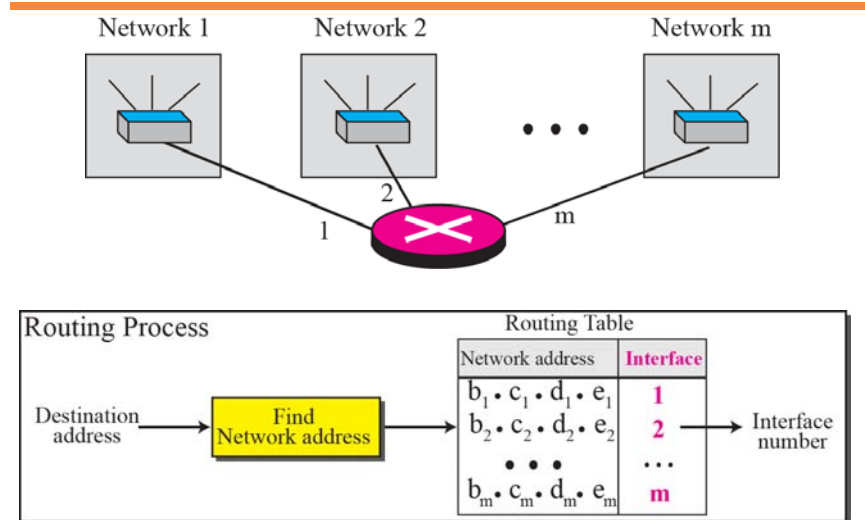 Network 1 Network 2 Network m
• • •
2
1 m
Routing Process
Routing Table
Network address Interface
Destination address
Find
Network address
b₁. c₁. d₁. e₁ 1
b₂. c₂. d₂. e₂ 2
• • • ...
bₘ. cₘ. dₘ. eₘ m
Interface
number